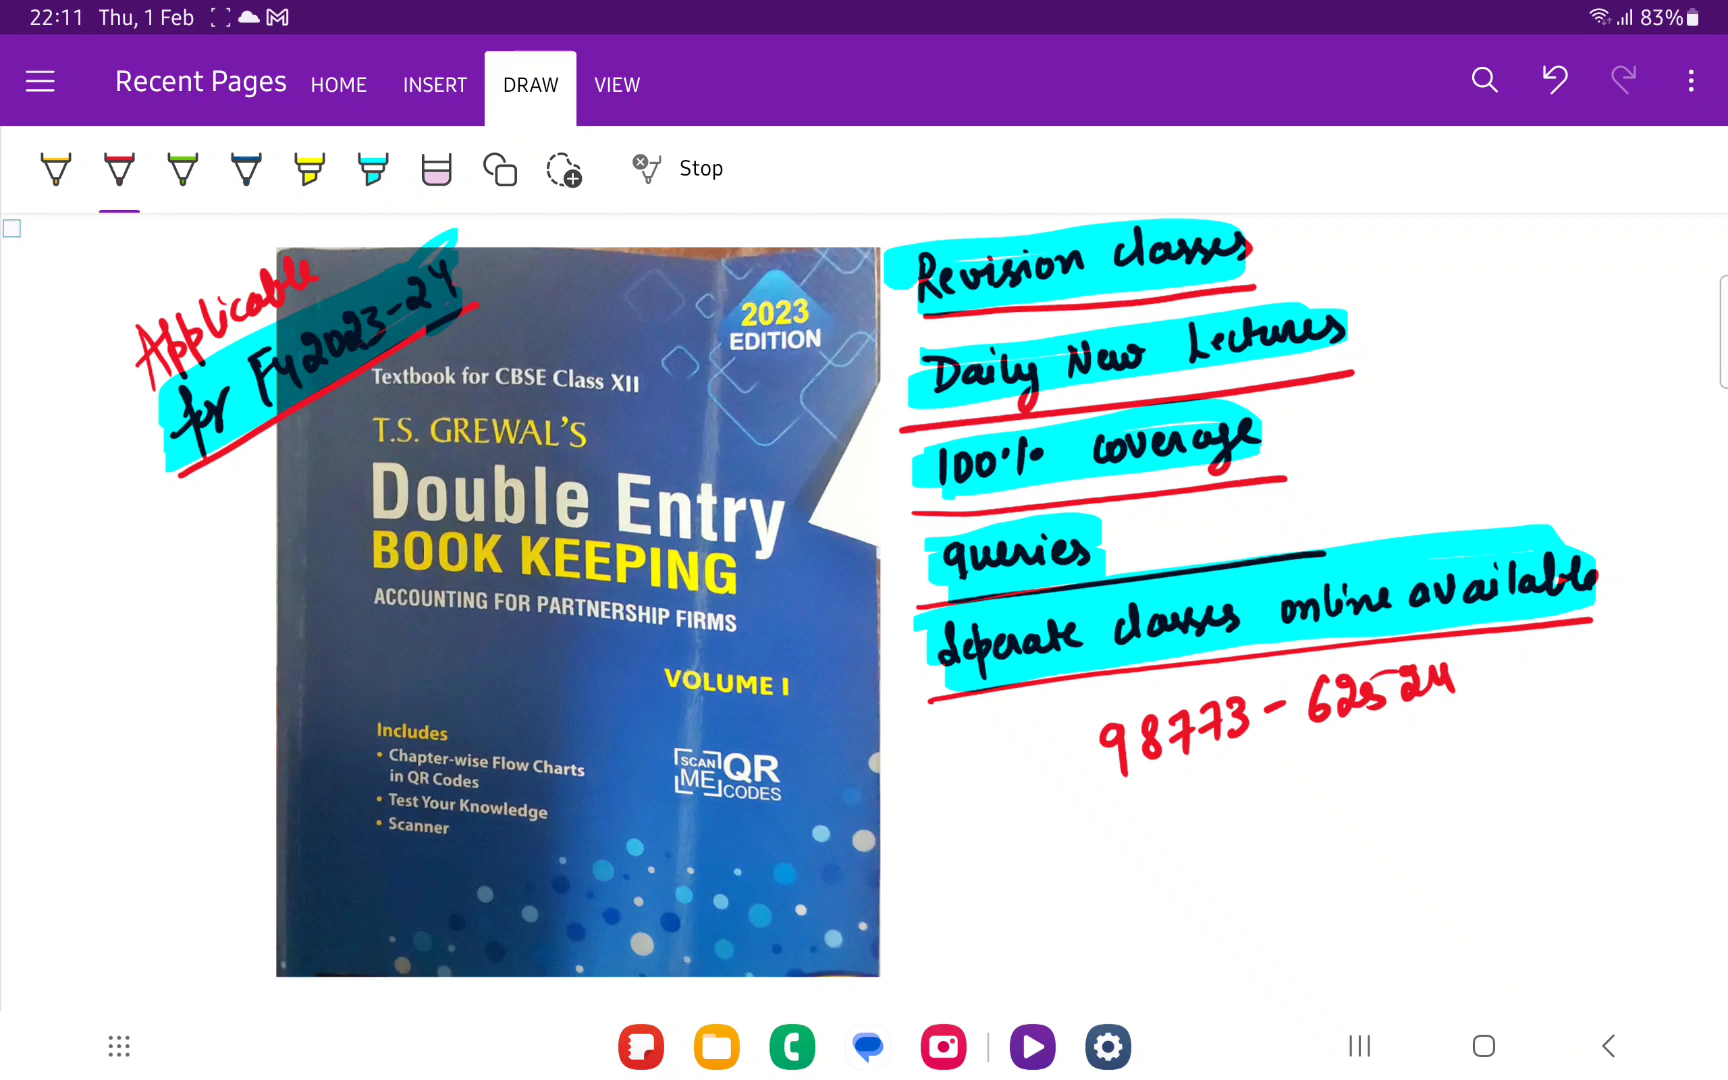 22:11 Thu, 1 Feb
83%
Recent Pages HOME INSERT DRAW VIEW
Stop
Applicable
for Fy 2023-24
2023
EDITION
Textbook for CBSE Class XII
T.S. GREWAL'S
Double Entry
BOOK KEEPING
ACCOUNTING FOR PARTNERSHIP FIRMS
VOLUME I
Includes
• Chapter-wise Flow Charts
in QR Codes
• Test Your Knowledge
• Scanner
SCAN ME QR CODES
Revision classes
Daily New Lectures
100% coverage
queries
Seperate classes online available
98773-62524